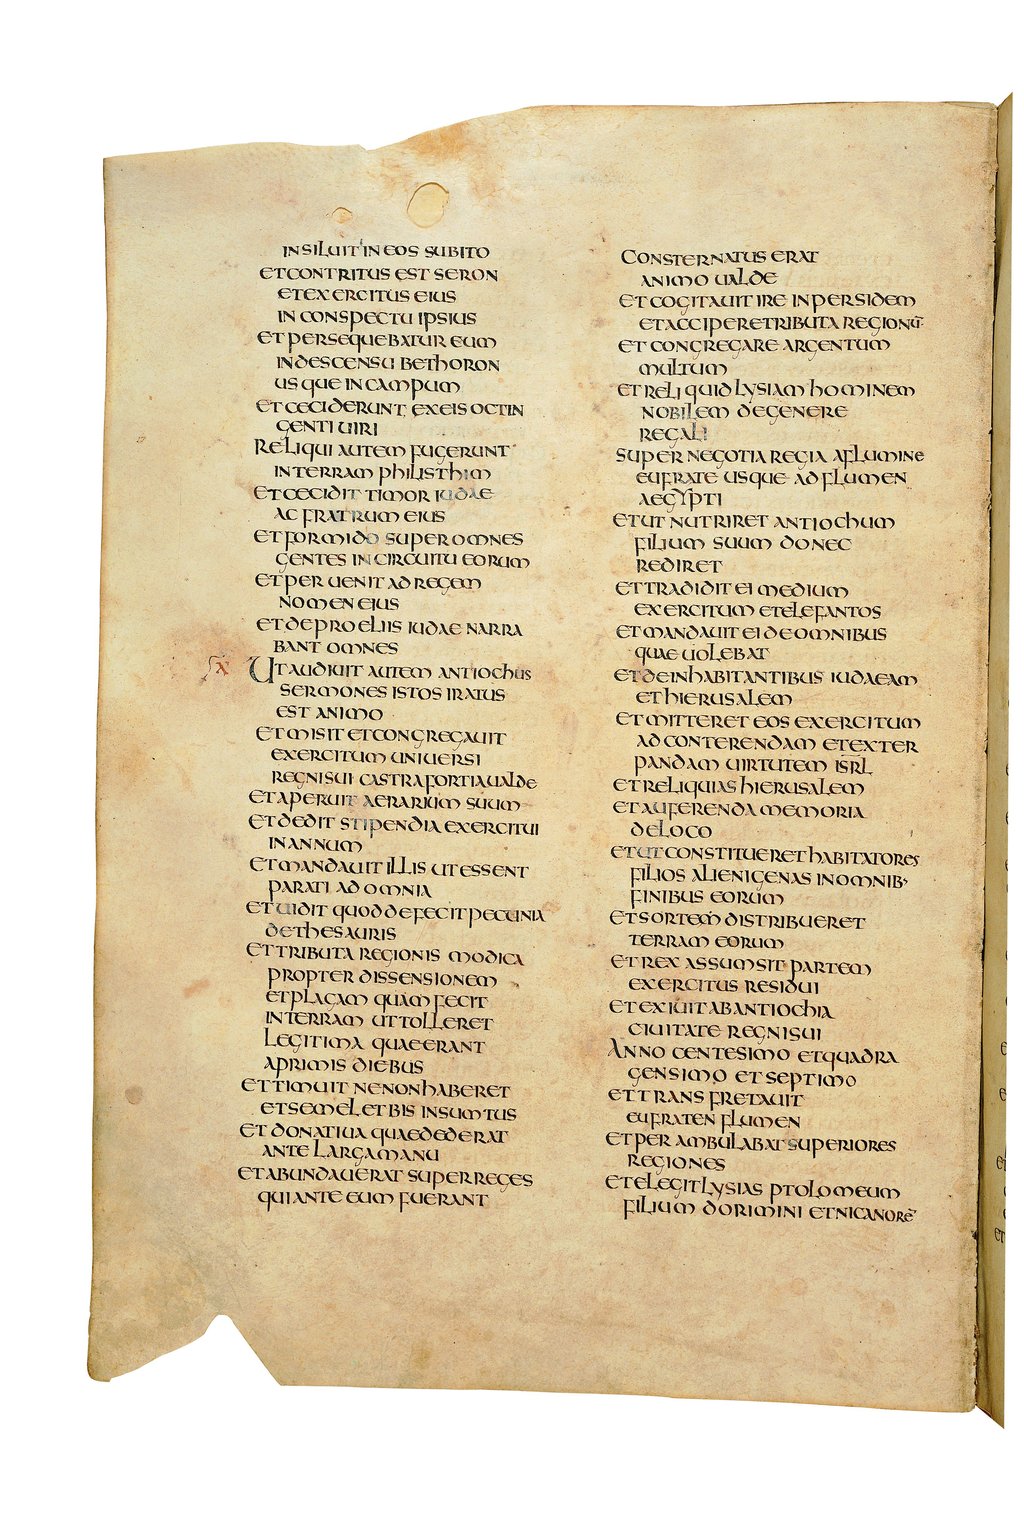 INSILUIT IN EOS SUBITO
ET CONTRITUS EST SERON
ET EXERCITUS EIUS
IN CONSPECTU IPSIUS
ET PERSEQUEBATUR EUM
IN DESCENSU BETHORON
USQUE IN CAMPUM
ET CECIDERUNT EX EIS OCTIN
GENTI UIRI
RELIQUI AUTEM FUGERUNT
IN TERRAM PHILISTHIM
ET CECIDIT TIMOR IUDAE
AC FRATRUM EIUS
ET FORMIDO SUPER OMNES
GENTES IN CIRCUITU EORUM
ET PERUENIT AD REGEM
NOMEN EIUS
ET DE PROELIIS IUDAE NARRA
BANT OMNES
UT AUDIUIT AUTEM ANTIOCHUS
SERMONES ISTOS IRATUS
EST ANIMO
ET MISIT ET CONGREGAUIT
EXERCITUM UNIUERSI
REGNI SUI CASTRA FORTIA UALDE
ET APERUIT AERARIUM SUUM
ET DEDIT STIPENDIA EXERCITUI
IN ANNUM
ET MANDAUIT ILLIS UT ESSENT
PARATI AD OMNIA
ET UIDIT QUOD DEFECIT PECUNIA
DE THESAURIS
ET TRIBUTA REGIONIS MODICA
PROPTER DISSENSIONEM
ET PLAGAM QUAM FECIT
IN TERRAM UT TOLLERET
LEGITIMA QUAE ERANT
A PRIMIS DIEBUS
ET TIMUIT NE NON HABERET
ET SEMEL ET BIS IN SUMTUS
ET DONATIUA QUAE DEDERAT
ANTE LARGA MANU
ET ABUNDAUERAT SUPER REGES
QUI ANTE EUM FUERANT
CONSTERNATUS ERAT
ANIMO UALDE
ET COGITAUIT IRE IN PERSIDEM
ET ACCIPERE TRIBUTA REGIONŪ
ET CONGREGARE ARGENTUM
MULTUM
ET RELIQUID LYSIAM HOMINEM
NOBILEM DE GENERE
REGALI
SUPER NEGOTIA REGIA A FLUMINE
EUFRATE USQUE AD FLUMEN
AEGYPTI
ET UT NUTRIRET ANTIOCHUM
FILIUM SUUM DONEC
REDIRET
ET TRADIDIT EI MEDIUM
EXERCITUM ET ELEFANTOS
ET MANDAUIT EI DE OMNIBUS
QUAE UOLEBAT
ET DE INHABITANTIBUS IUDAEAM
ET HIERUSALEM
ET MITTERET EOS EXERCITUM
AD CONTERENDAM ET EXTER
PANDAM UIRTUTEM ISRL
ET RELIQUIAS HIERUSALEM
ET AUFERENDA MEMORIA
DE LOCO
ET UT CONSTITUERET HABITATORES
FILIOS ALIENIGENAS IN OMNIB·
FINIBUS EORUM
ET SORTEM DISTRIBUERET
TERRAM EORUM
ET REX ASSUMSIT PARTEM
EXERCITUS RESIDUI
ET EXIUIT AB ANTIOCHIA
CIUITATE REGNI SUI
ANNO CENTESIMO ET QUADRA
GENSIMO ET SEPTIMO
ET TRANSFRETAUIT
EUFRATEN FLUMEN
ET PERAMBULABAT SUPERIORES
REGIONES
ET ELEGIT LYSIAS PTOLOMEUM
FILIUM DORIMINI ET NICANORĒ